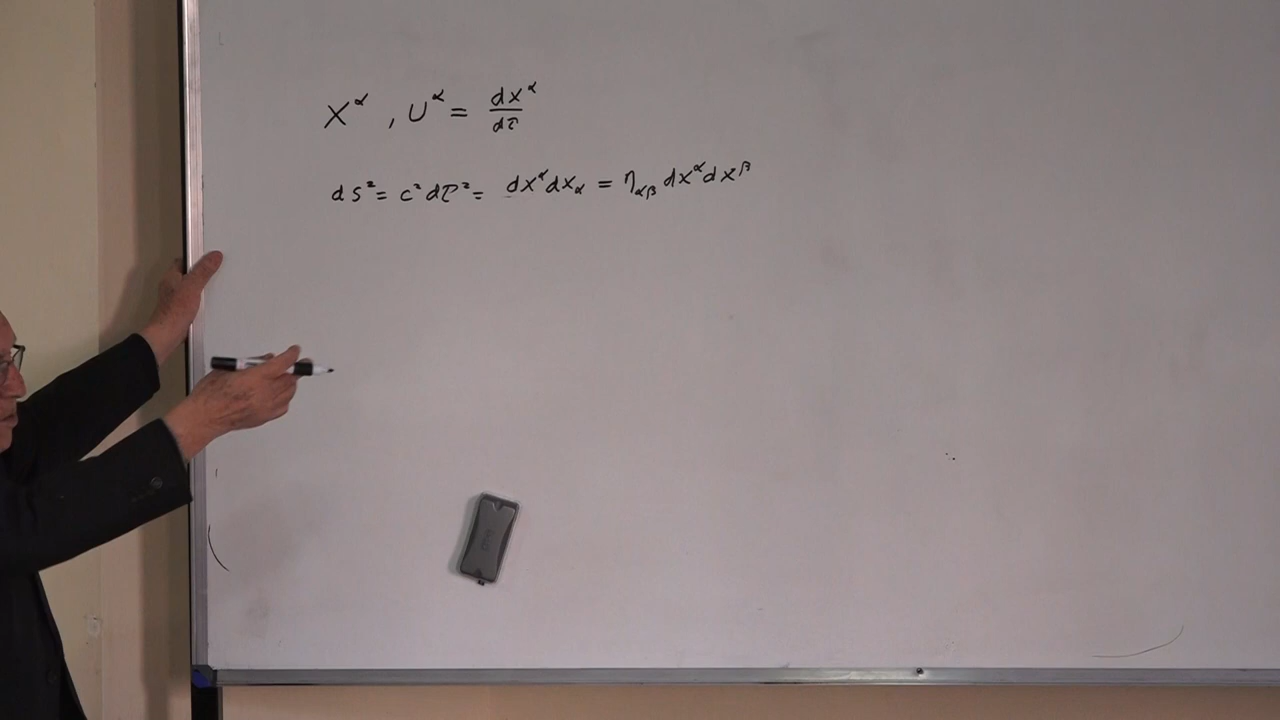 X^α , U^α = dx^α/dτ
ds² = c²dτ² = dx^α dx_α = η_αβ dx^α dx^β